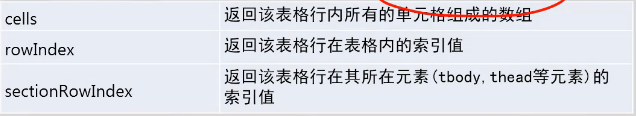 cells 返回该表格行内所有的单元格组成的数组
rowIndex 返回该表格行在表格内的索引值
sectionRowIndex 返回该表格行在其所在元素(tbody,thead等元素)的
索引值